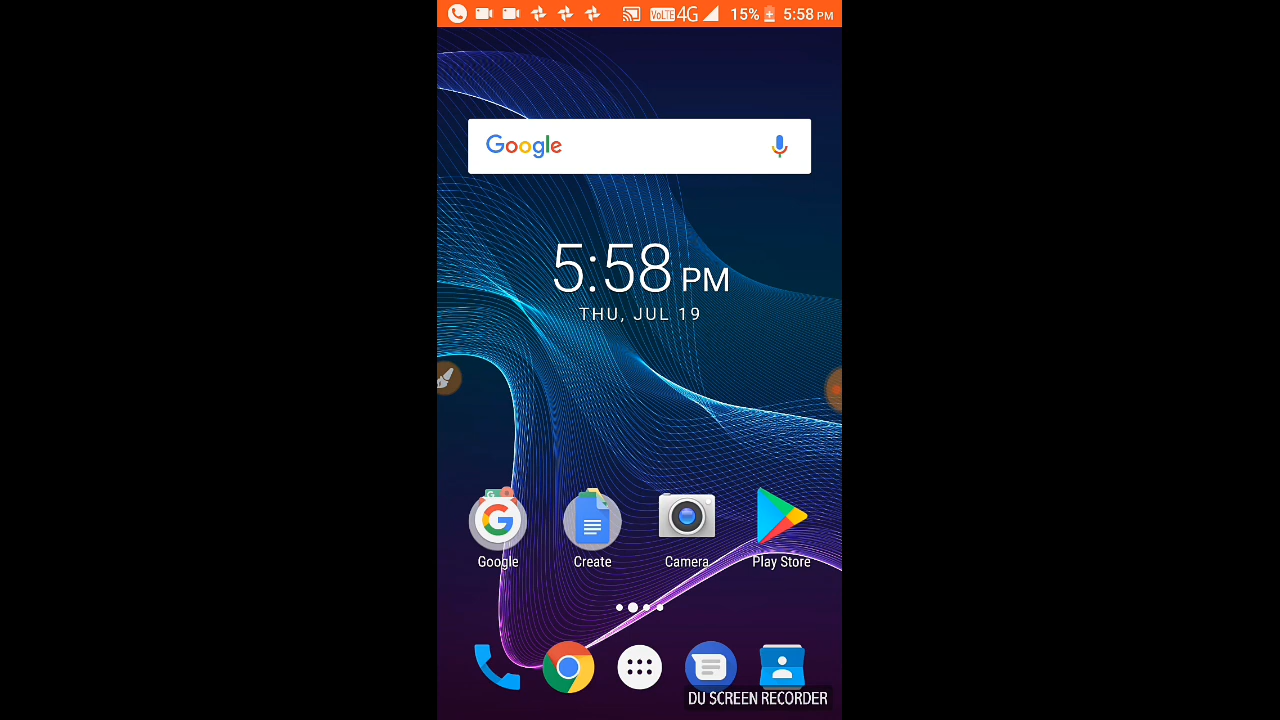 VoLTE 4G 15% 5:58 PM
Google
5:58 PM
THU, JUL 19
Google Create Camera Play Store
DU SCREEN RECORDER